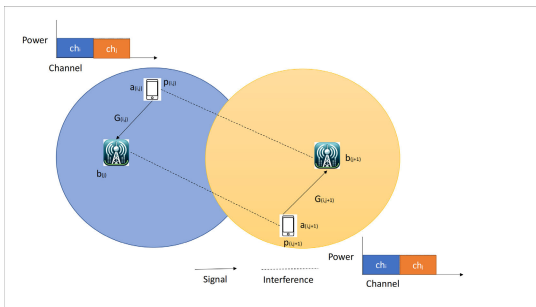 Power
chᵢ chⱼ
Channel
a(i,j) p(i,j)
G(i,j)
b(j)
b(j+1)
G(i,j+1)
a(i,j+1)
p(i,j+1)
Power chᵢ chⱼ
Channel
Signal Interference